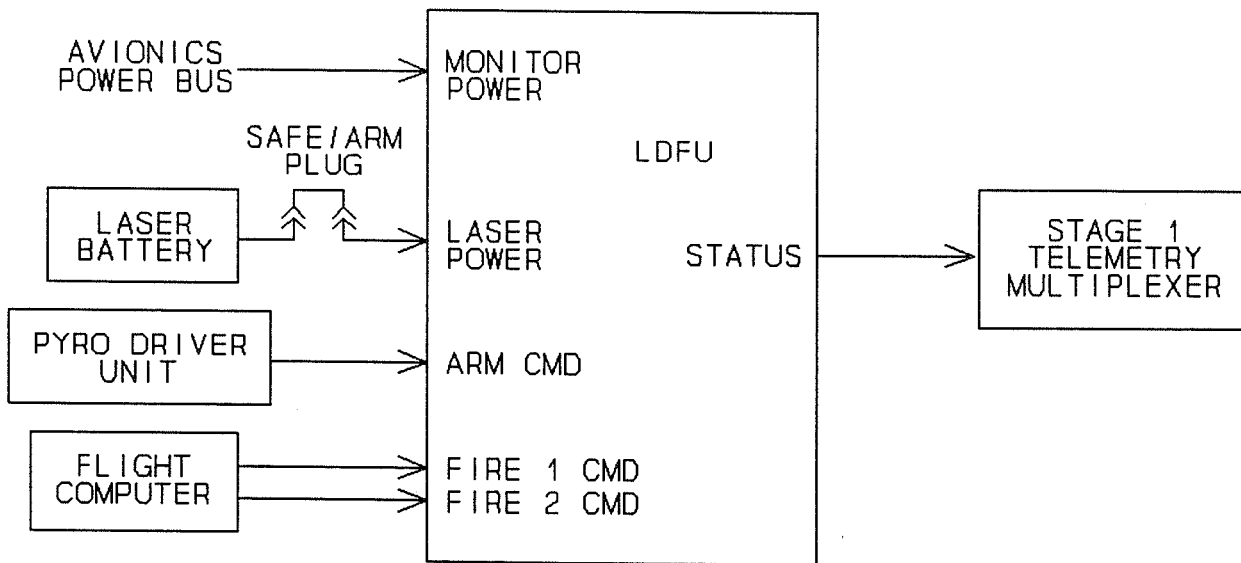 AVIONICS
POWER BUS
MONITOR
POWER
SAFE/ARM
PLUG
LDFU
LASER
BATTERY
LASER
POWER
STATUS
STAGE 1
TELEMETRY
MULTIPLEXER
PYRO DRIVER
UNIT
ARM CMD
FLIGHT
COMPUTER
FIRE 1 CMD
FIRE 2 CMD